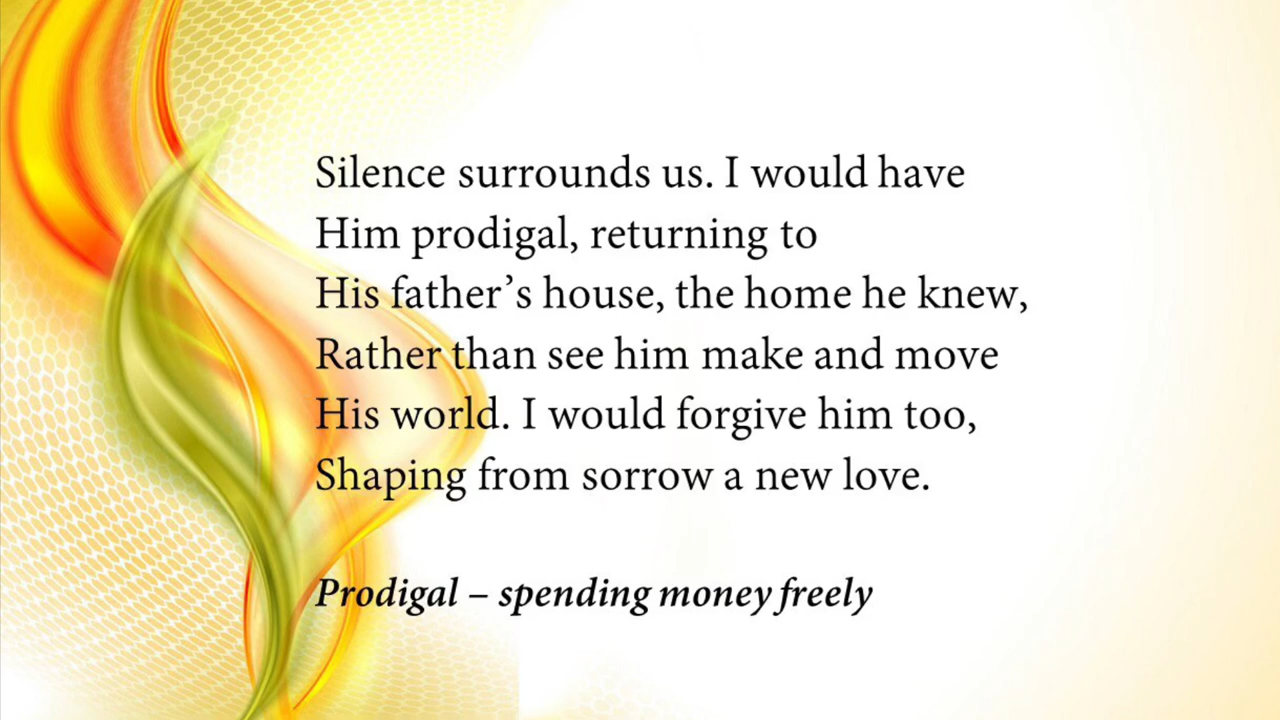 Silence surrounds us. I would have
Him prodigal, returning to
His father’s house, the home he knew,
Rather than see him make and move
His world. I would forgive him too,
Shaping from sorrow a new love.
Prodigal – spending money freely